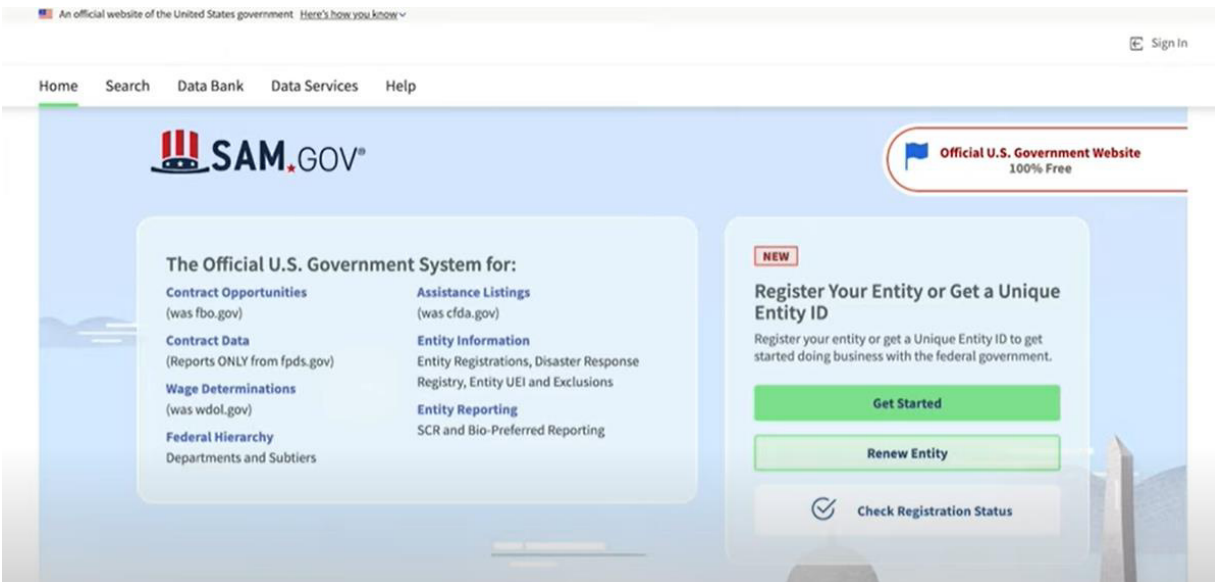 An official website of the United States government Here's how you know
Sign In
Home Search Data Bank Data Services Help
SAM.GOV®
Official U.S. Government Website
100% Free
The Official U.S. Government System for:
Contract Opportunities
(was fbo.gov)
Contract Data
(Reports ONLY from fpds.gov)
Wage Determinations
(was wdol.gov)
Federal Hierarchy
Departments and Subtiers
Assistance Listings
(was cfda.gov)
Entity Information
Entity Registrations, Disaster Response
Registry, Entity UEI and Exclusions
Entity Reporting
SCR and Bio-Preferred Reporting
NEW
Register Your Entity or Get a Unique
Entity ID
Register your entity or get a Unique Entity ID to get
started doing business with the federal government.
Get Started
Renew Entity
Check Registration Status